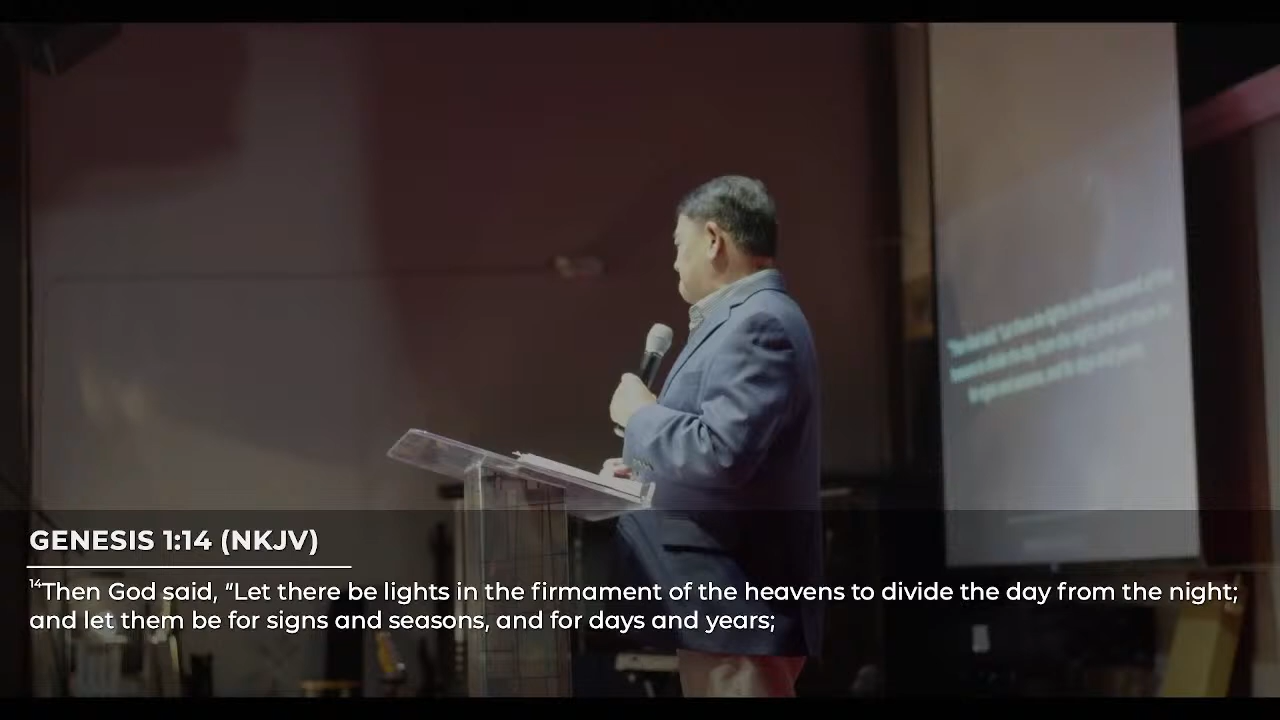 GENESIS 1:14 (NKJV)
¹⁴Then God said, “Let there be lights in the firmament of the heavens to divide the day from the night;
and let them be for signs and seasons, and for days and years;